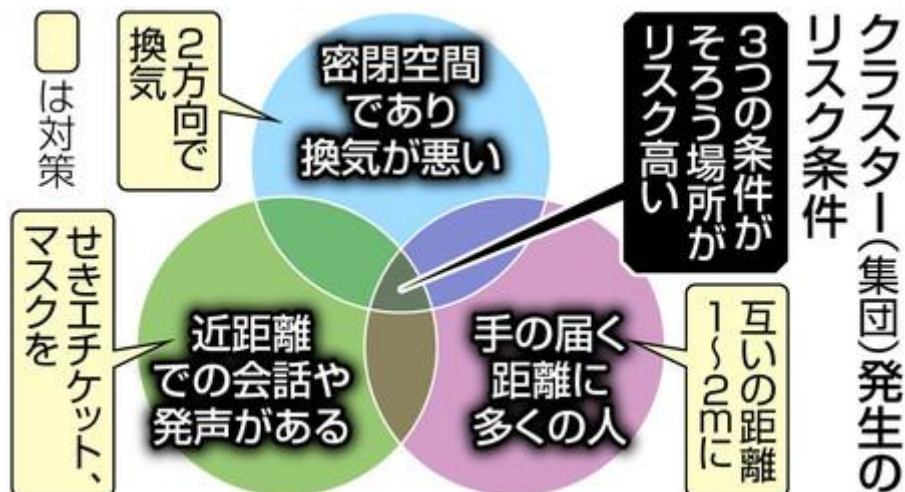 クラスター(集団)発生の
リスク条件
3つの条件が
そろう場所が
リスク高い
密閉空間
であり
換気が悪い
2方向で
換気
は対策
手の届く
距離に
多くの人
互いの距離
1〜2mに
近距離
での会話や
発声がある
せきエチケット、
マスクを